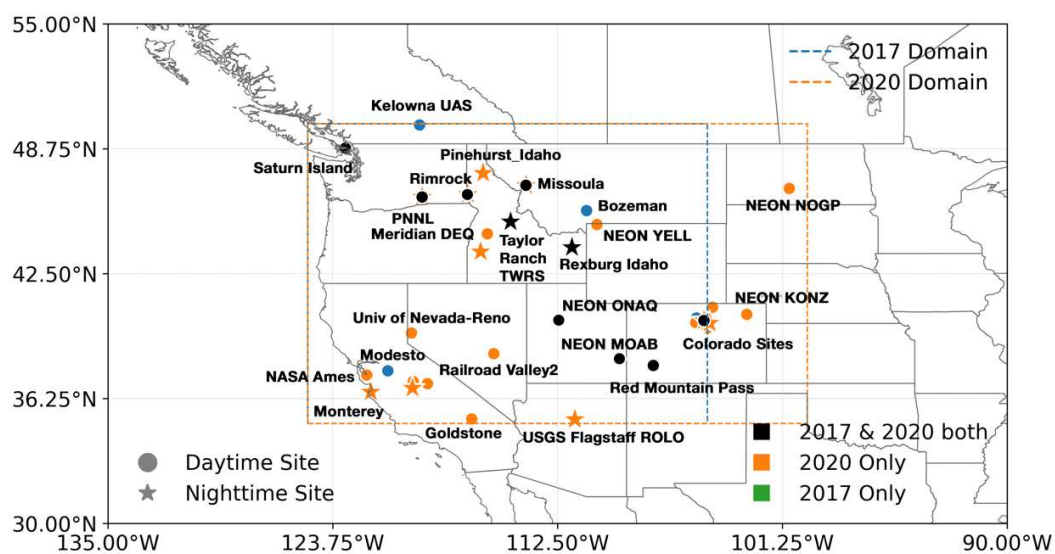 55.00°N
2017 Domain
2020 Domain
Kelowna UAS
48.75°N
Pinehurst_Idaho
Saturn Island
Rimrock
Missoula
NEON NOGP
Bozeman
PNNL
Meridian DEQ
Taylor
Ranch
TWRS
NEON YELL
Rexburg Idaho
42.50°N
NEON ONAQ
NEON KONZ
Univ of Nevada-Reno
NEON MOAB
Colorado Sites
Modesto
NASA Ames
Railroad Valley2
Red Mountain Pass
36.25°N
Monterey
Goldstone
USGS Flagstaff ROLO
2017 & 2020 both
Daytime Site
2020 Only
Nighttime Site
2017 Only
30.00°N
135.00°W
123.75°W
112.50°W
101.25°W
90.00°W